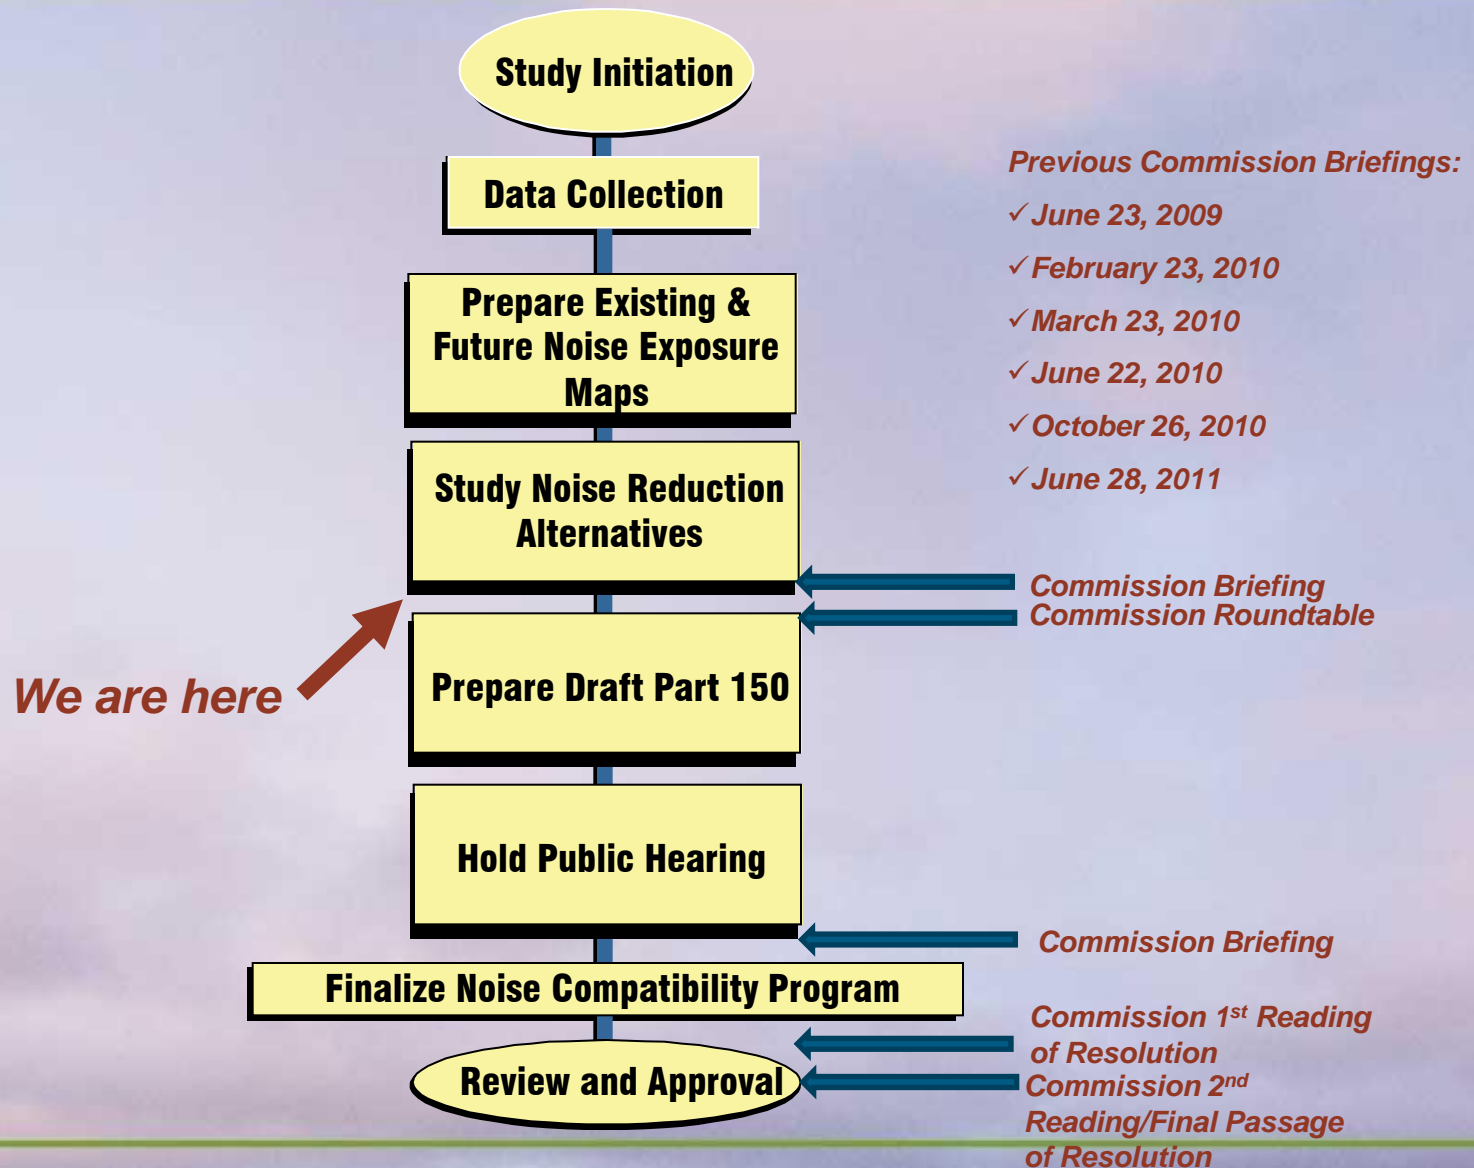 Study Initiation
Data Collection
Prepare Existing &
Future Noise Exposure
Maps
Study Noise Reduction
Alternatives
Prepare Draft Part 150
Hold Public Hearing
Finalize Noise Compatibility Program
Review and Approval
We are here
Previous Commission Briefings:
✓June 23, 2009
✓February 23, 2010
✓March 23, 2010
✓June 22, 2010
✓October 26, 2010
✓June 28, 2011
Commission Briefing
Commission Roundtable
Commission Briefing
Commission 1st Reading
of Resolution
Commission 2nd
Reading/Final Passage
of Resolution